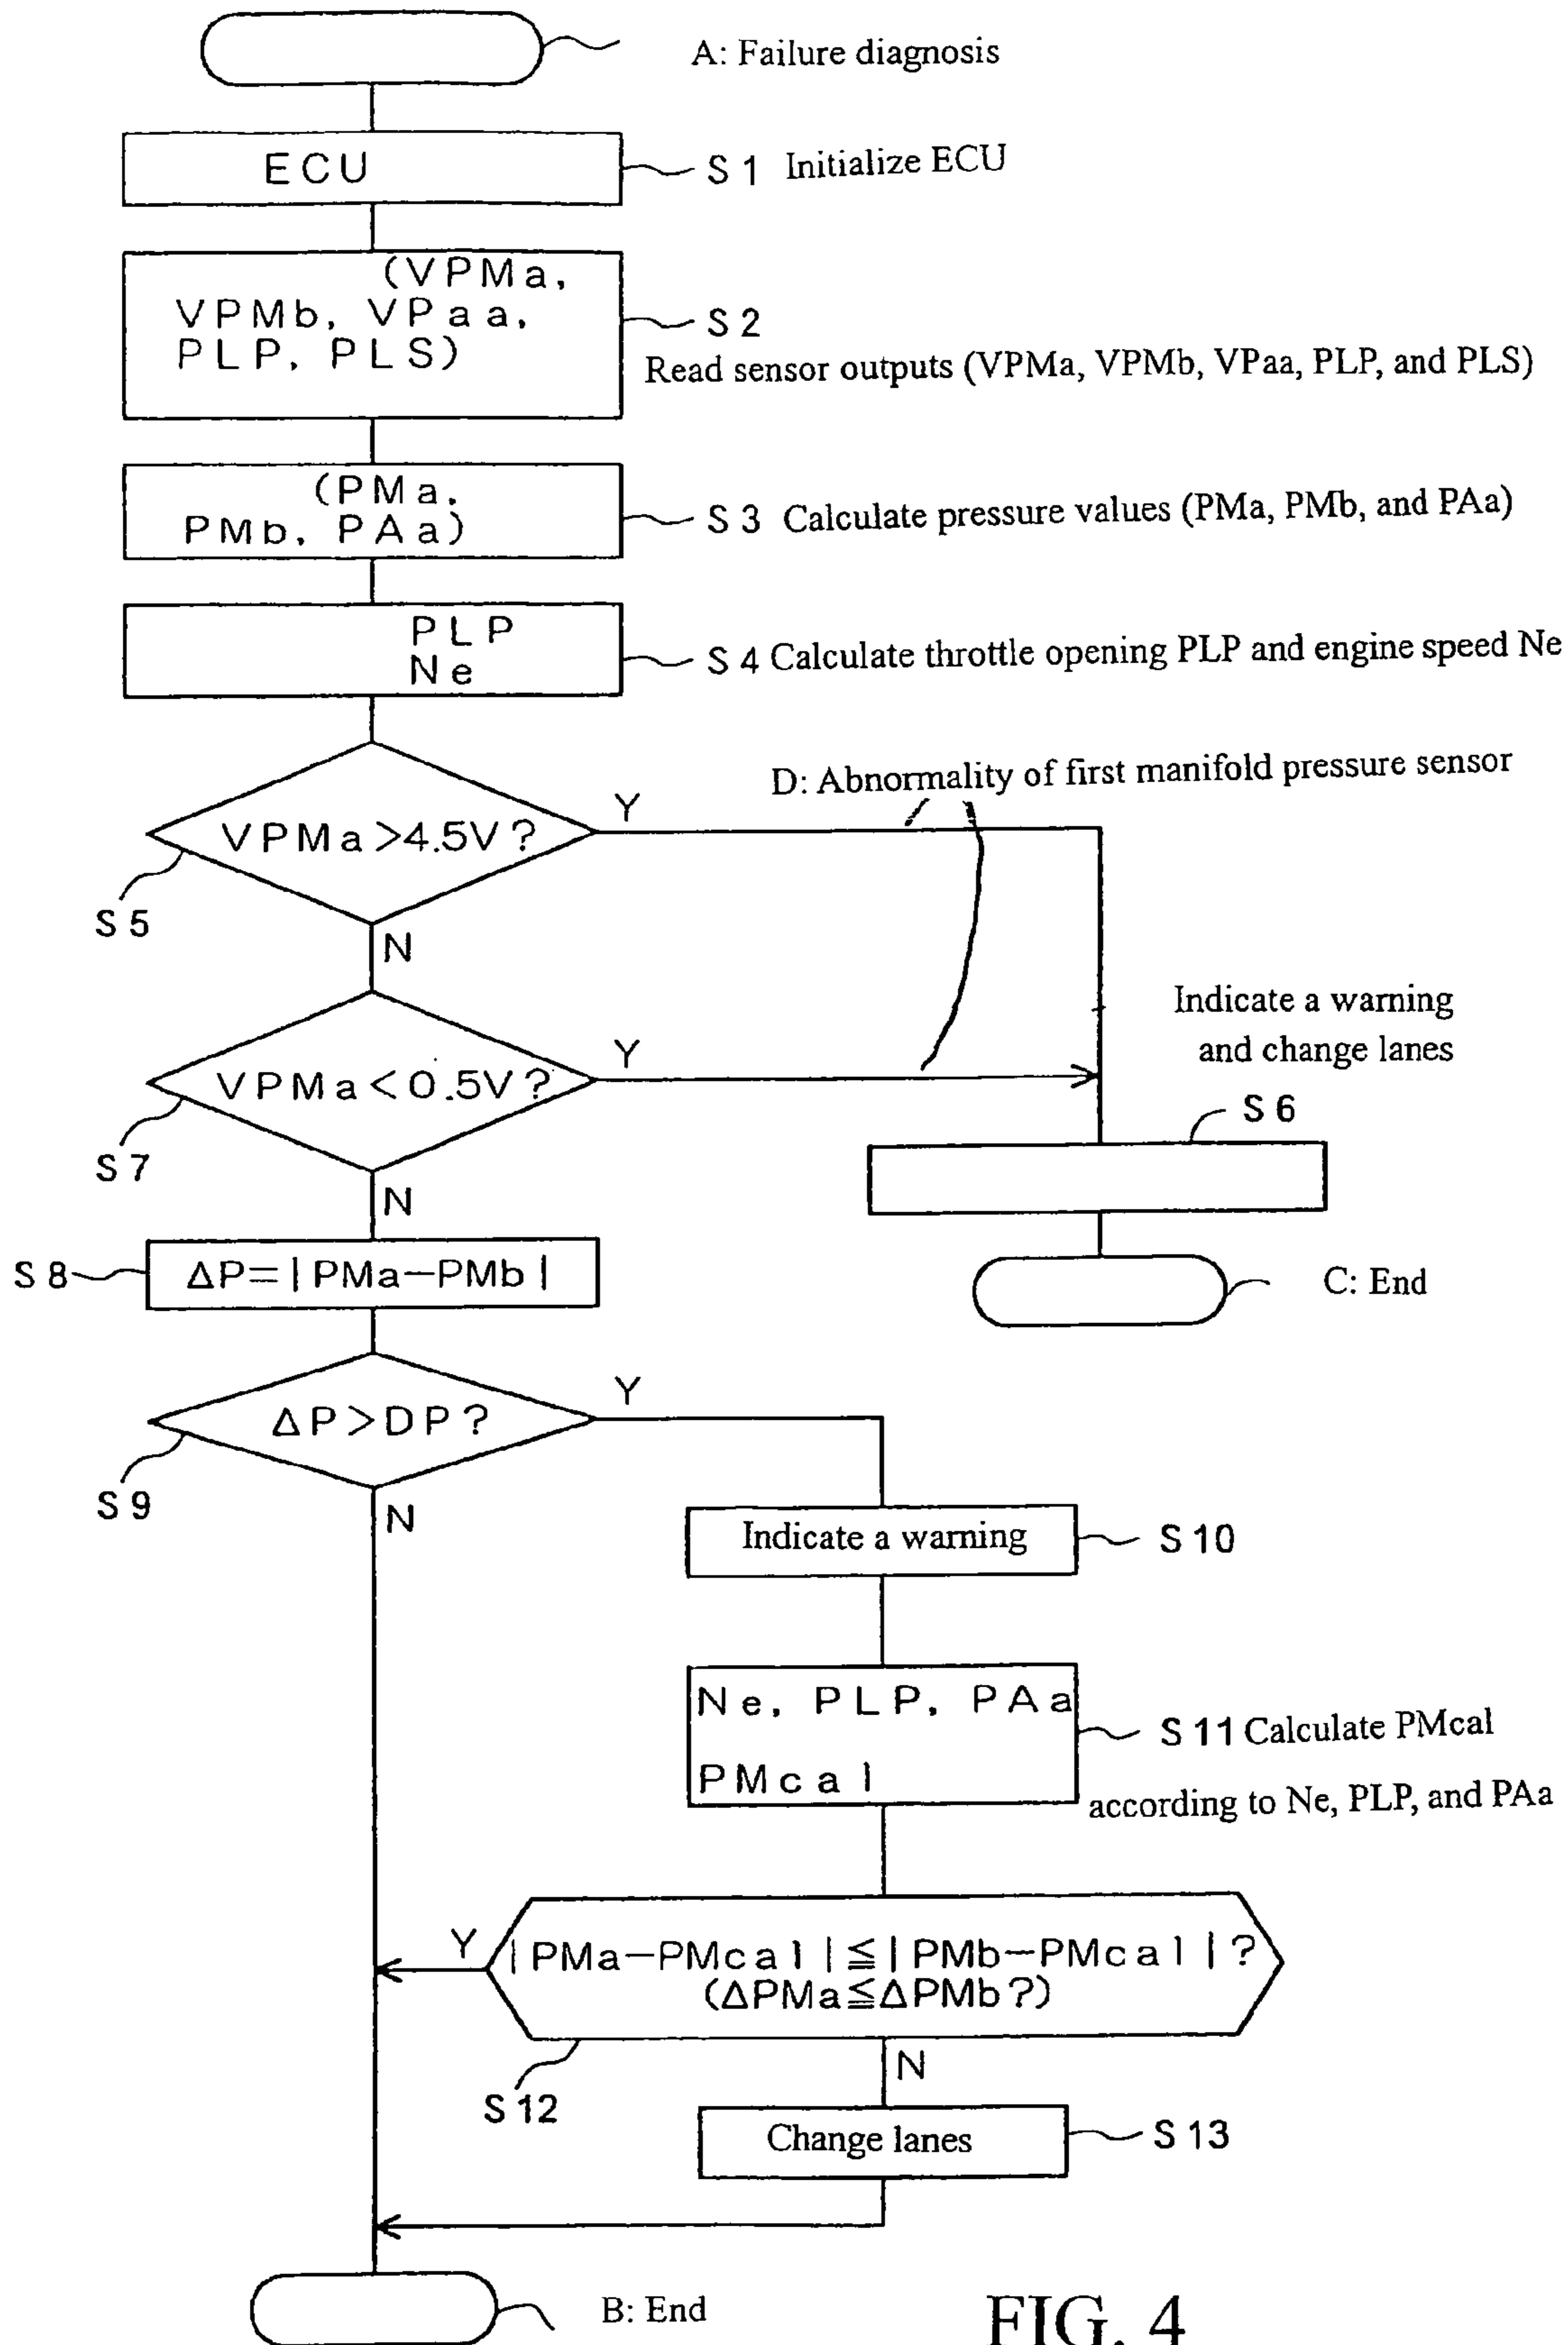 A: Failure diagnosis
ECU
S 1 Initialize ECU
(VPMa,
VPMb, VPaa,
PLP, PLS)
S 2
Read sensor outputs (VPMa, VPMb, VPaa, PLP, and PLS)
(PMa,
PMb, PAa)
S 3 Calculate pressure values (PMa, PMb, and PAa)
PLP
Ne
S 4 Calculate throttle opening PLP and engine speed Ne
D: Abnormality of first manifold pressure sensor
VPMa>4.5V?
Y
S 5
N
Indicate a warning
and change lanes
VPMa<0.5V?
Y
S 6
S 7
N
S 8
ΔP=|PMa−PMb|
C: End
ΔP>DP?
Y
S 9
N
Indicate a warning
S 10
Ne, PLP, PAa
PMcal
S 11 Calculate PMcal
according to Ne, PLP, and PAa
Y
|PMa−PMcal|≦|PMb−PMcal|?
(ΔPMa≦ΔPMb?)
S 12
N
Change lanes
S 13
B: End
FIG. 4